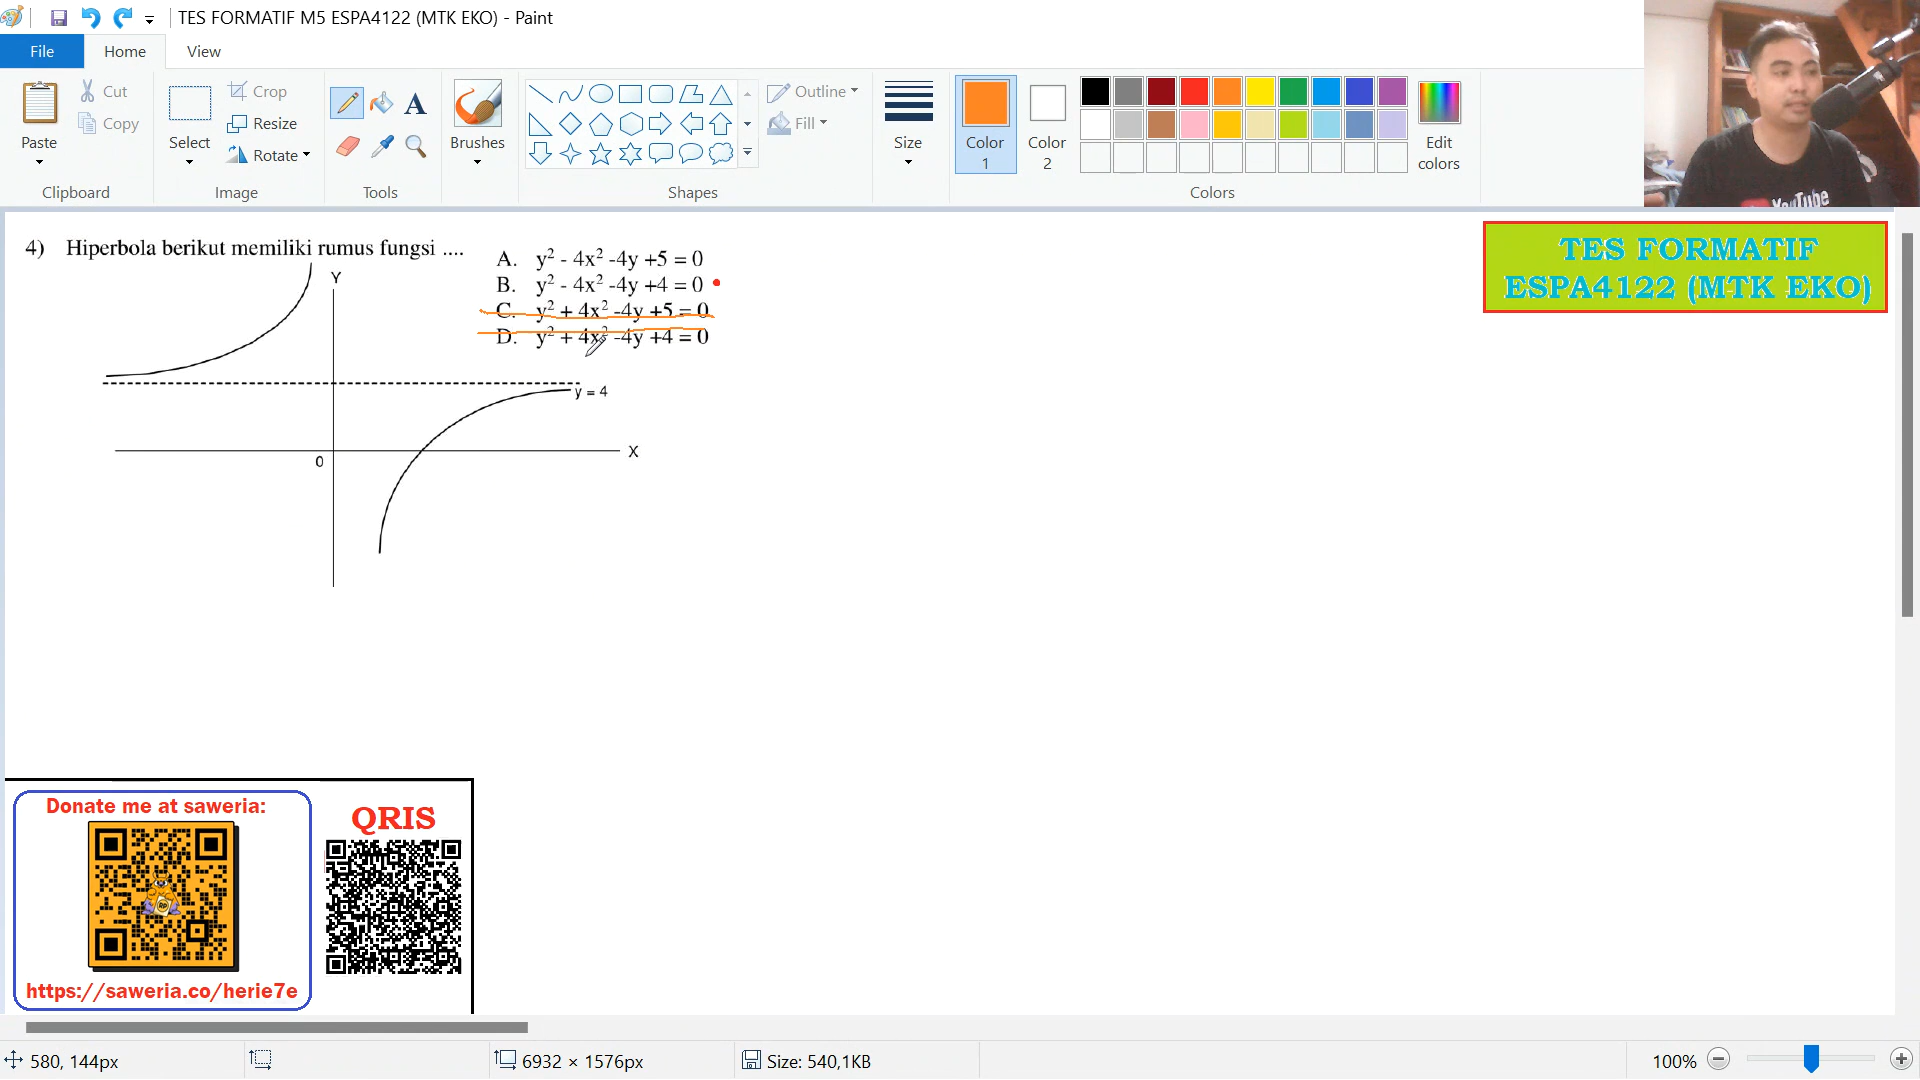 TES FORMATIF M5 ESPA4122 (MTK EKO) - Paint
File
Home
View
Paste
Cut
Copy
Clipboard
Select
Crop
Resize
Rotate
Image
Tools
Brushes
Shapes
Outline
Fill
Size
Color
1
Color
2
Colors
Edit
colors
YouTube
4) Hiperbola berikut memiliki rumus fungsi ....
A. y² - 4x² -4y +5 = 0
B. y² - 4x² -4y +4 = 0
C. y² + 4x² -4y +5 = 0
D. y² + 4x² -4y +4 = 0
Y
y = 4
X
0
TES FORMATIF
ESPA4122 (MTK EKO)
Donate me at saweria:
https://saweria.co/herie7e
QRIS
580, 144px
6932 × 1576px
Size: 540,1KB
100%